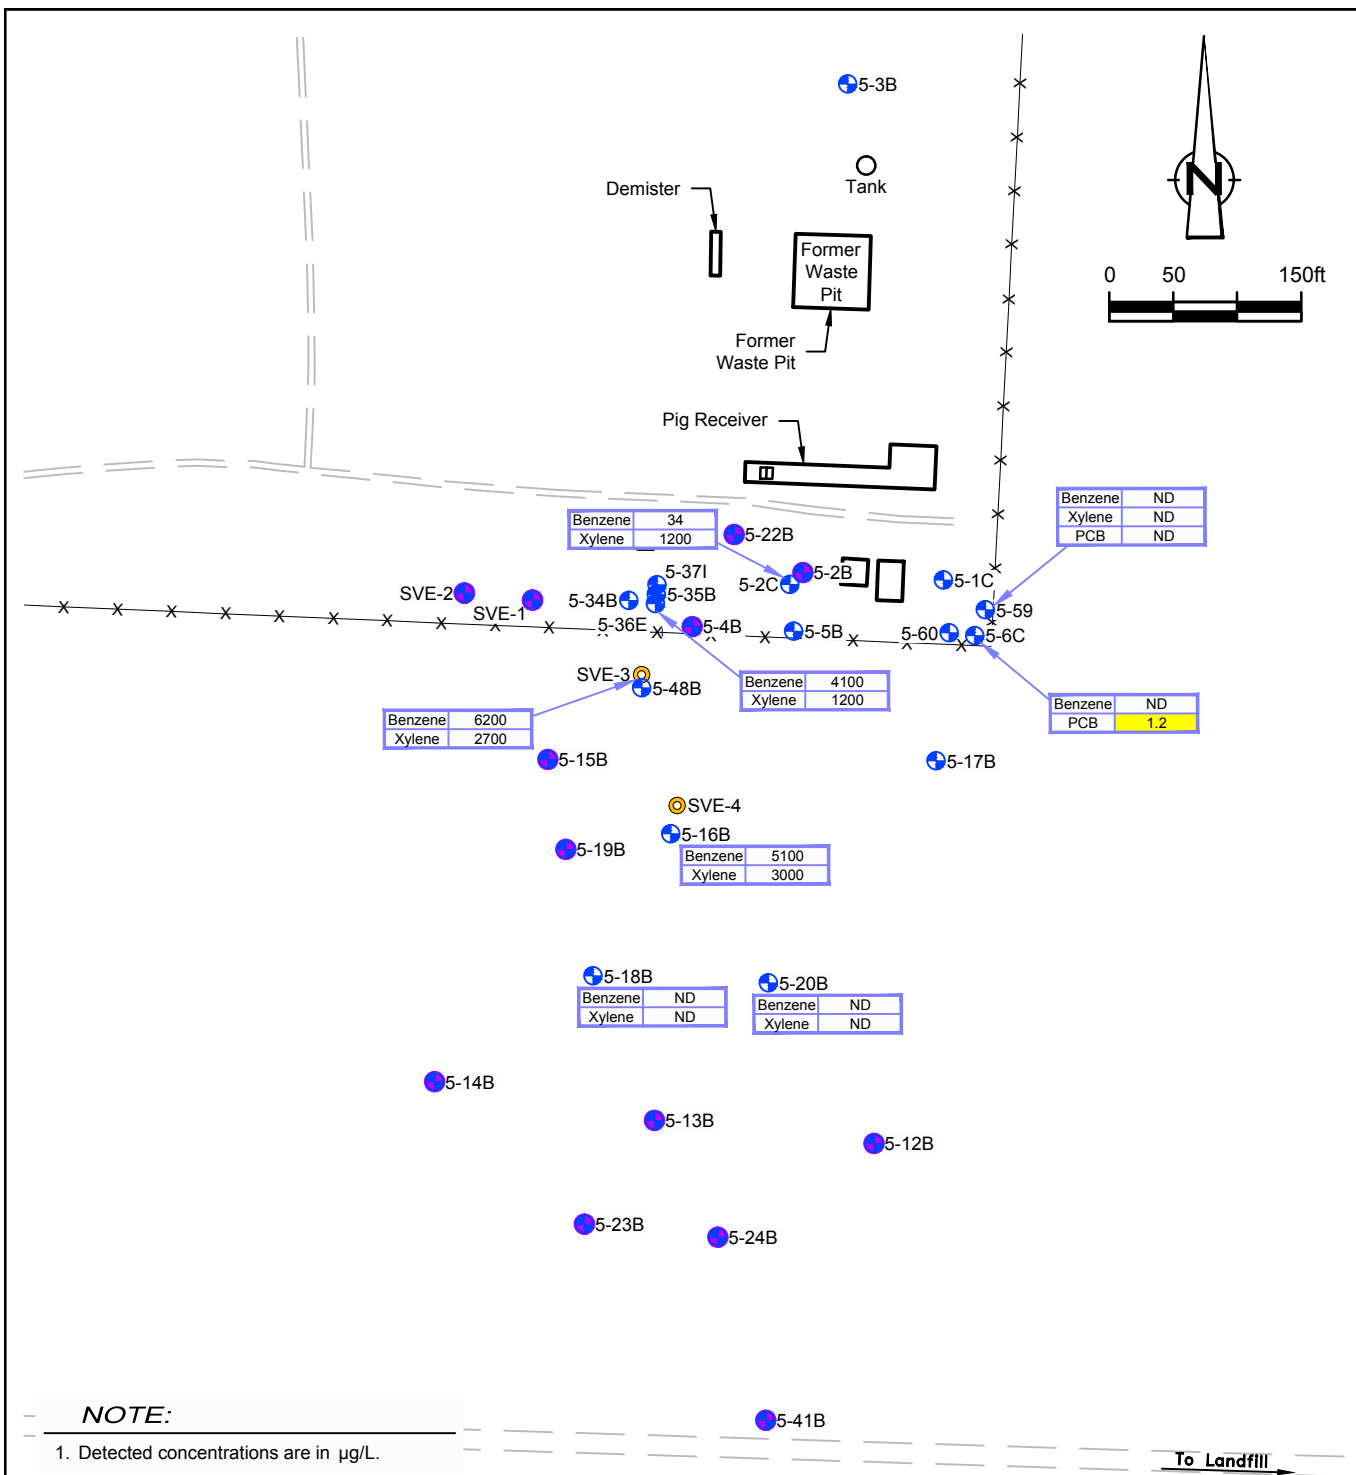 5-3B
Tank
N
Demister
0 50 150ft
Former
Waste
Pit
Former
Waste Pit
Pig Receiver
Benzene ND
Xylene ND
PCB ND
Benzene 34
Xylene 1200
5-22B
5-37I
5-2B
5-2C
5-1C
SVE-2
SVE-1
5-34B
5-35B
5-59
5-36E
5-4B
5-5B
5-60
5-6C
SVE-3
5-48B
Benzene 4100
Xylene 1200
Benzene ND
PCB 1.2
Benzene 6200
Xylene 2700
5-15B
5-17B
SVE-4
5-16B
5-19B
Benzene 5100
Xylene 3000
5-18B
5-20B
Benzene ND
Xylene ND
Benzene ND
Xylene ND
5-14B
5-13B
5-12B
5-23B
5-24B
5-41B
NOTE:
1. Detected concentrations are in µg/L.
To Landfill